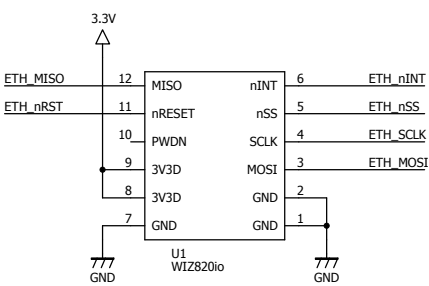 3.3V
ETH_MISO 12 MISO nINT 6 ETH_nINT
ETH_nRST 11 nRESET nSS 5 ETH_nSS
10 PWDN SCLK 4 ETH_SCLK
9 3V3D MOSI 3 ETH_MOSI
8 3V3D GND 2
7 GND GND 1
U1
WIZ820io
GND GND